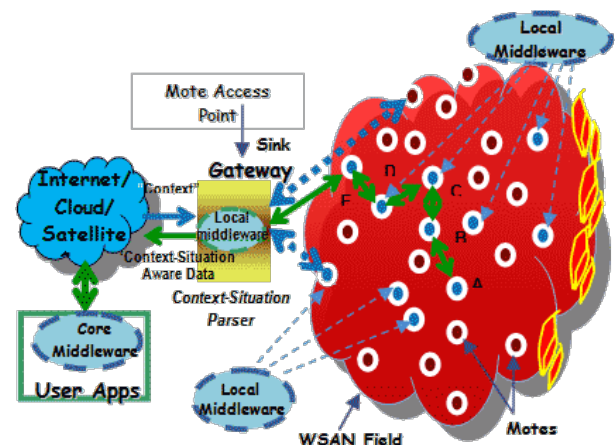 Local
Middleware
Mote Access
Point
Sink
Gateway
Internet/
Cloud/
Satellite
"Context"
Local
middleware
"Context-Situation
Aware Data
Context-Situation
Parser
Core
Middleware
User Apps
D
E
C
B
A
Local
Middleware
WSAN Field
Motes